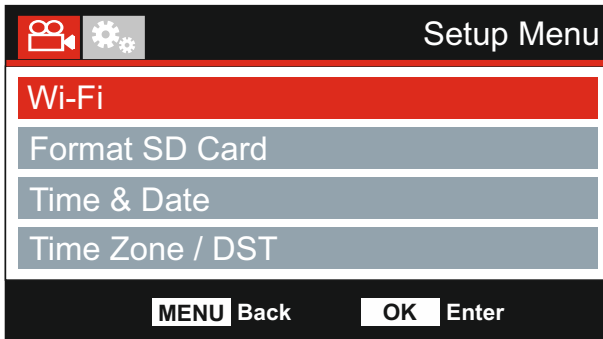 Setup Menu
Wi-Fi
Format SD Card
Time & Date
Time Zone / DST
MENU Back OK Enter